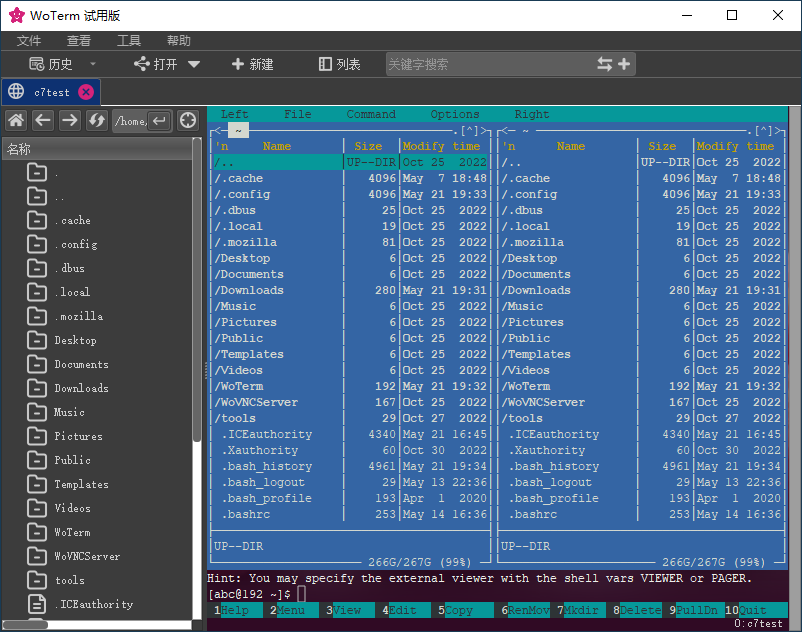 WoTerm 试用版
文件 查看 工具 帮助
历史 打开 新建 列表 关键字搜索
c7test
/home,
名称
.
..
.cache
.config
.dbus
.local
.mozilla
Desktop
Documents
Downloads
Music
Pictures
Public
Templates
Videos
WoTerm
WoVNCServer
tools
.ICEauthority
Left File Command Options Right
<─ ~ ─.[^]> <─ ~ ─.[^]>
'n Name | Size |Modify time | 'n Name | Size |Modify time
/.. |UP--DIR|Oct 25 2022| /.. |UP--DIR|Oct 25 2022
/.cache | 4096|May 7 18:48| /.cache | 4096|May 7 18:48
/.config | 4096|May 21 19:33| /.config | 4096|May 21 19:33
/.dbus | 25|Oct 25 2022| /.dbus | 25|Oct 25 2022
/.local | 19|Oct 25 2022| /.local | 19|Oct 25 2022
/.mozilla | 81|Oct 25 2022| /.mozilla | 81|Oct 25 2022
/Desktop | 6|Oct 25 2022| /Desktop | 6|Oct 25 2022
/Documents | 6|Oct 25 2022| /Documents | 6|Oct 25 2022
/Downloads | 280|May 21 19:31| /Downloads | 280|May 21 19:31
/Music | 6|Oct 25 2022| /Music | 6|Oct 25 2022
/Pictures | 6|Oct 25 2022| /Pictures | 6|Oct 25 2022
/Public | 6|Oct 25 2022| /Public | 6|Oct 25 2022
/Templates | 6|Oct 25 2022| /Templates | 6|Oct 25 2022
/Videos | 6|Oct 25 2022| /Videos | 6|Oct 25 2022
/WoTerm | 192|May 21 19:32| /WoTerm | 192|May 21 19:32
/WoVNCServer | 167|Oct 25 2022| /WoVNCServer | 167|Oct 25 2022
/tools | 29|Oct 27 2022| /tools | 29|Oct 27 2022
.ICEauthority | 4340|May 21 16:45| .ICEauthority | 4340|May 21 16:45
.Xauthority | 60|Oct 30 2022| .Xauthority | 60|Oct 30 2022
.bash_history | 4961|May 21 19:34| .bash_history | 4961|May 21 19:34
.bash_logout | 29|May 13 22:36| .bash_logout | 29|May 13 22:36
.bash_profile | 193|Apr 1 2020| .bash_profile | 193|Apr 1 2020
.bashrc | 253|May 14 16:36| .bashrc | 253|May 14 16:36
UP--DIR UP--DIR
266G/267G (99%) 266G/267G (99%)
Hint: You may specify the external viewer with the shell vars VIEWER or PAGER.
[abc@192 ~]$
1Help 2Menu 3View 4Edit 5Copy 6RenMov 7Mkdir 8Delete 9PullDn 10Quit
0:c7test